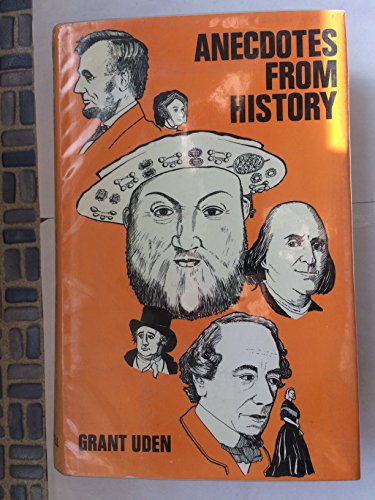 ANECDOTES
FROM
HISTORY
GRANT UDEN